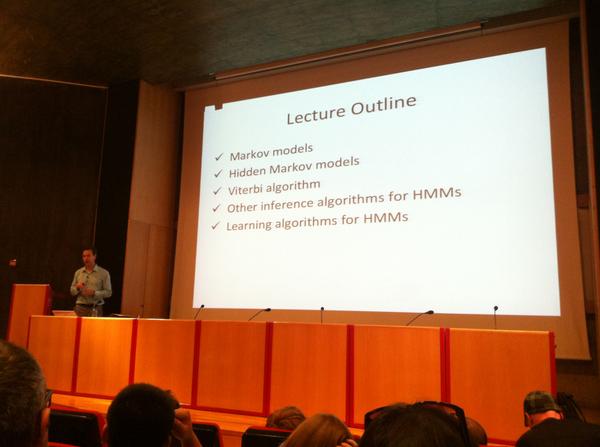 Lecture Outline
✓ Markov models
✓ Hidden Markov models
✓ Viterbi algorithm
✓ Other inference algorithms for HMMs
✓ Learning algorithms for HMMs